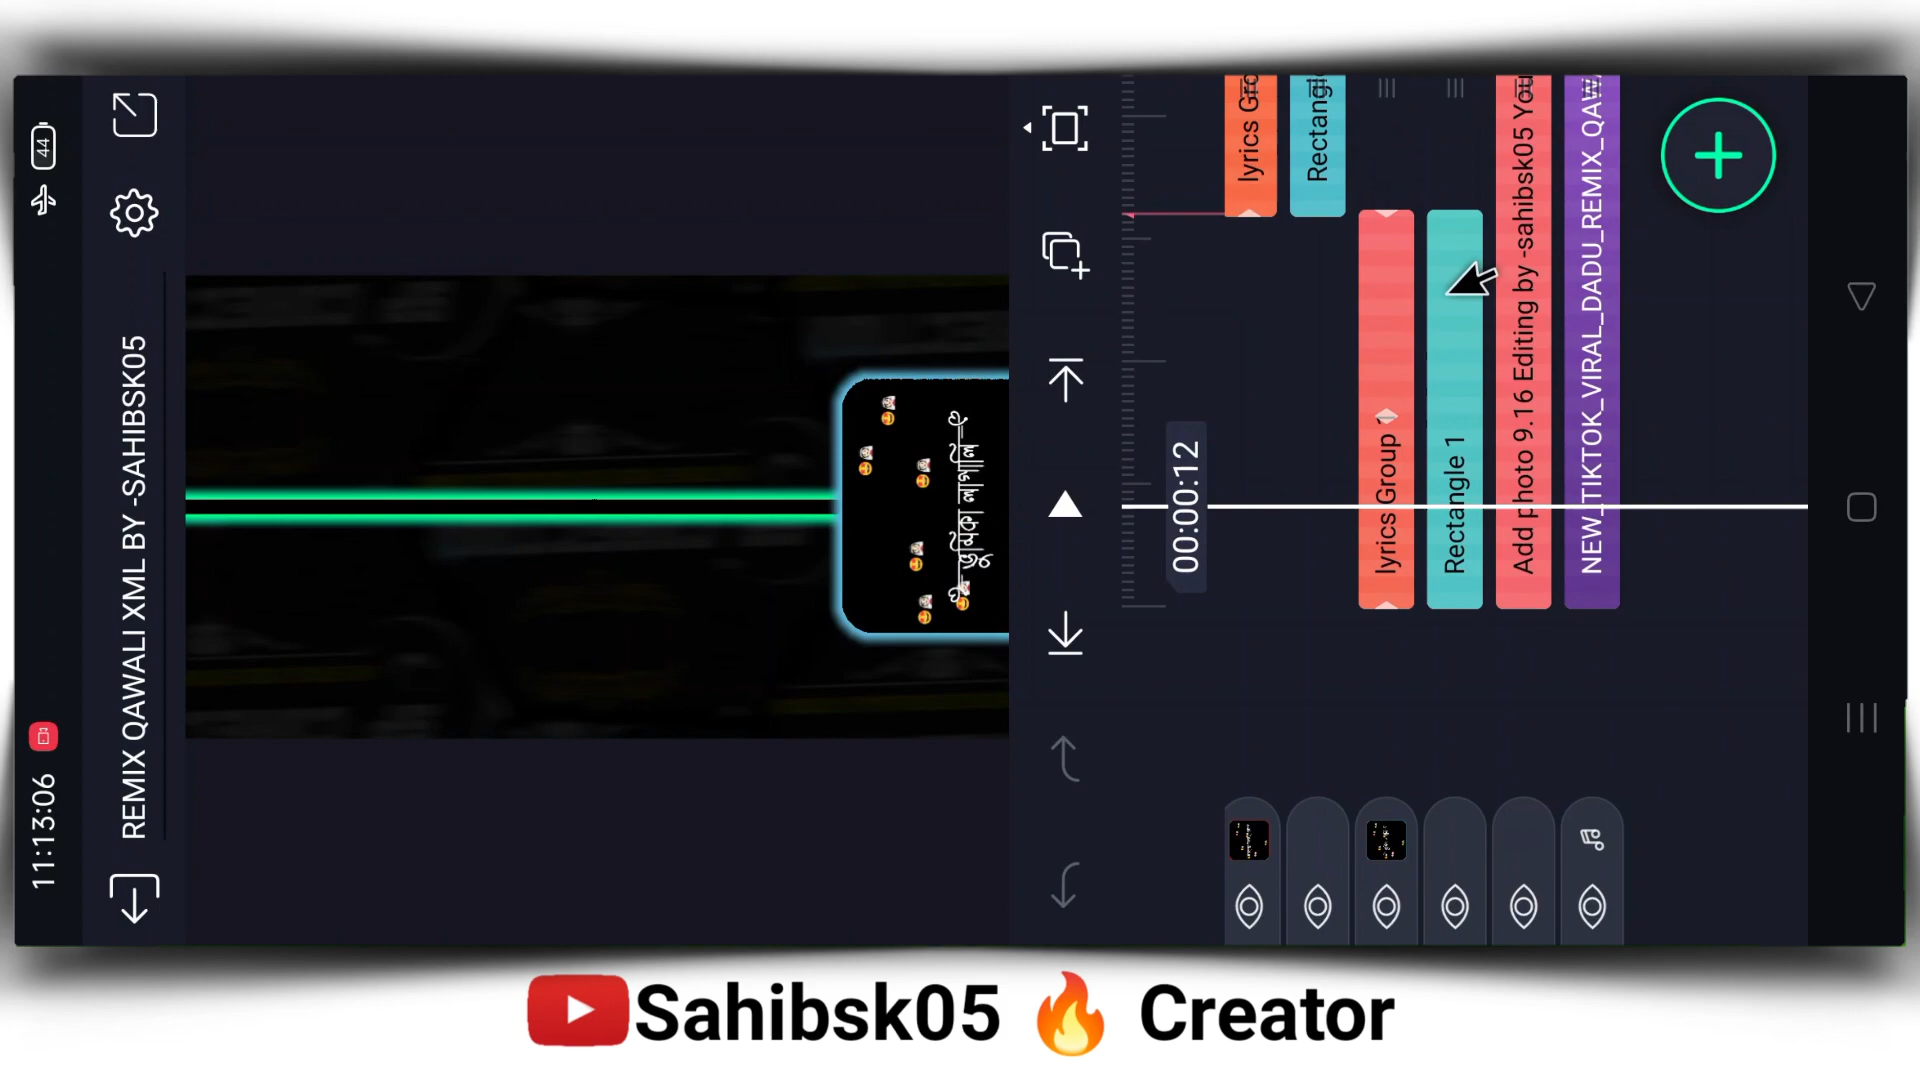 11:13:06
44
REMIX QAWALI XML BY -SAHIBSK05
ভুমিকা লাগালি
00:00:12
lyrics Gro
Rectangl
lyrics Group 1
Rectangle 1
Add photo 9.16 Editing by -sahibsk05 You
NEW_TIKTOK_VIRAL_DADU_REMIX_QAW
Sahibsk05 🔥 Creator